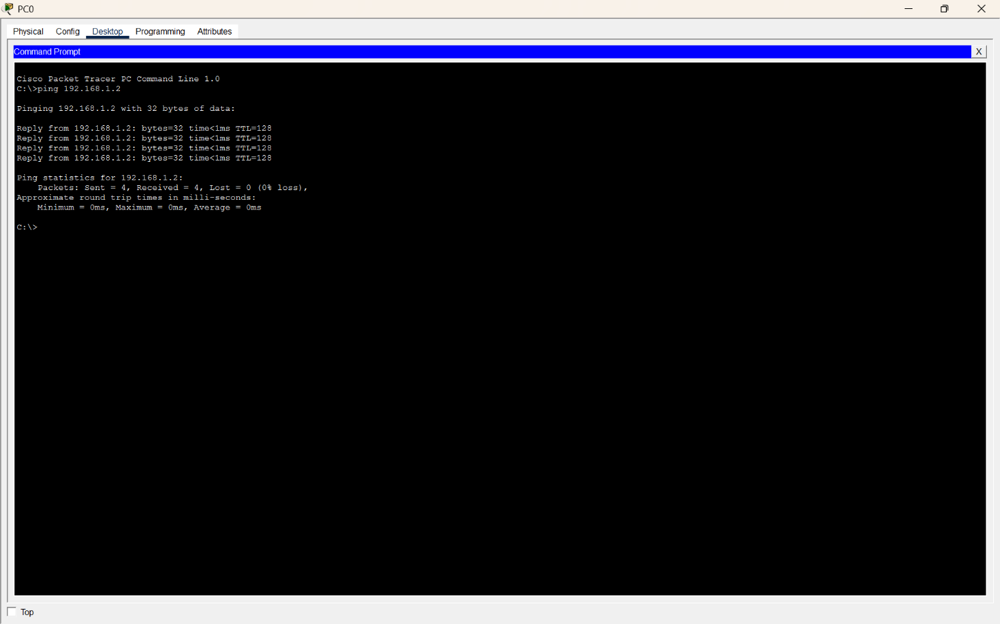 PC0
Physical Config Desktop Programming Attributes
Command Prompt X
Cisco Packet Tracer PC Command Line 1.0
C:\>ping 192.168.1.2
Pinging 192.168.1.2 with 32 bytes of data:
Reply from 192.168.1.2: bytes=32 time<1ms TTL=128
Reply from 192.168.1.2: bytes=32 time<1ms TTL=128
Reply from 192.168.1.2: bytes=32 time<1ms TTL=128
Reply from 192.168.1.2: bytes=32 time<1ms TTL=128
Ping statistics for 192.168.1.2:
    Packets: Sent = 4, Received = 4, Lost = 0 (0% loss),
Approximate round trip times in milli-seconds:
    Minimum = 0ms, Maximum = 0ms, Average = 0ms
C:\>
Top